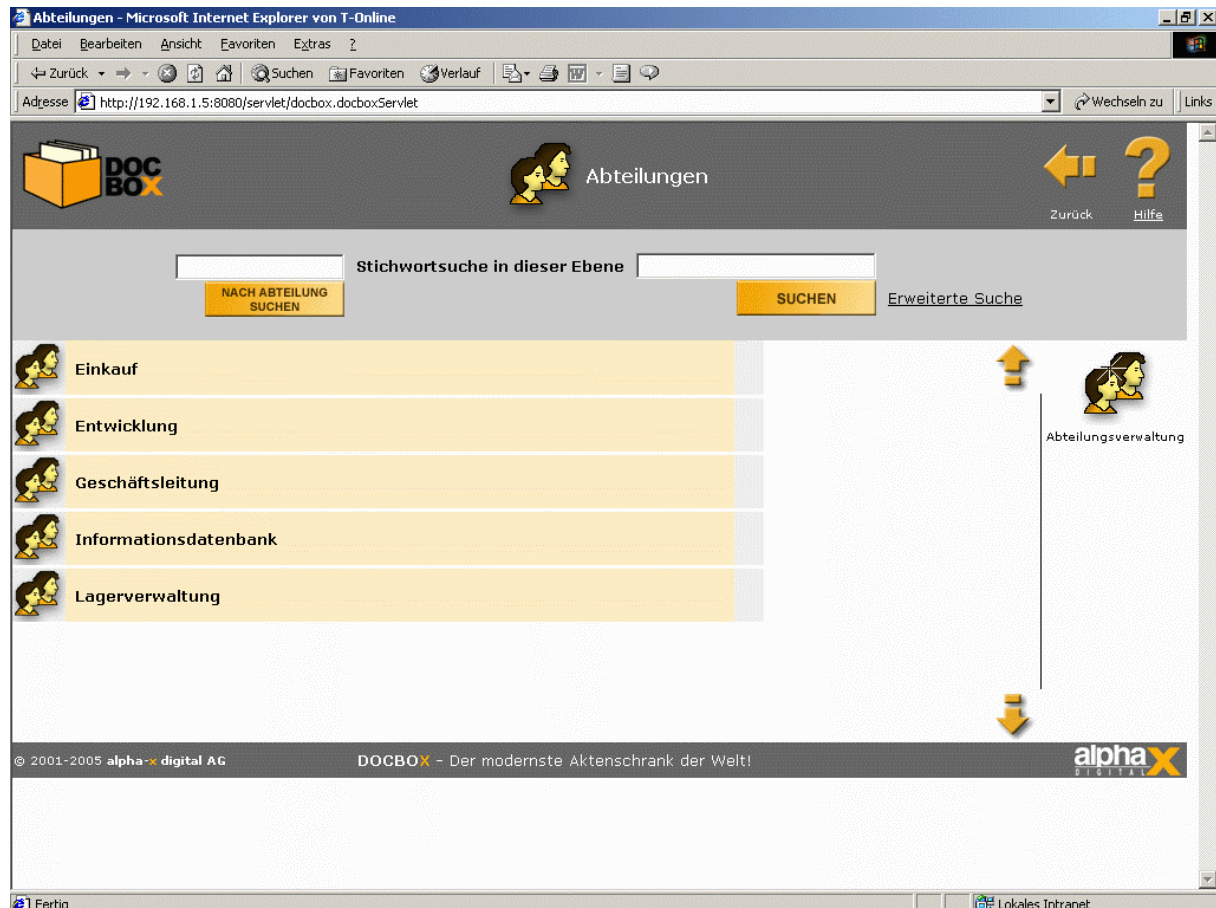 Abteilungen - Microsoft Internet Explorer von T-Online
Datei Bearbeiten Ansicht Favoriten Extras ?
Zurück Suchen Favoriten Verlauf
Adresse http://192.168.1.5:8080/servlet/docbox.docboxServlet Wechseln zu Links
DOC
BOX
Abteilungen
Zurück Hilfe
Stichwortsuche in dieser Ebene
NACH ABTEILUNG
SUCHEN
SUCHEN
Erweiterte Suche
Einkauf
Entwicklung
Geschäftsleitung
Informationsdatenbank
Lagerverwaltung
Abteilungsverwaltung
© 2001-2005 alpha-x digital AG DOCBOX - Der modernste Aktenschrank der Welt! alphaX
DIGITAL
Fertig Lokales Intranet